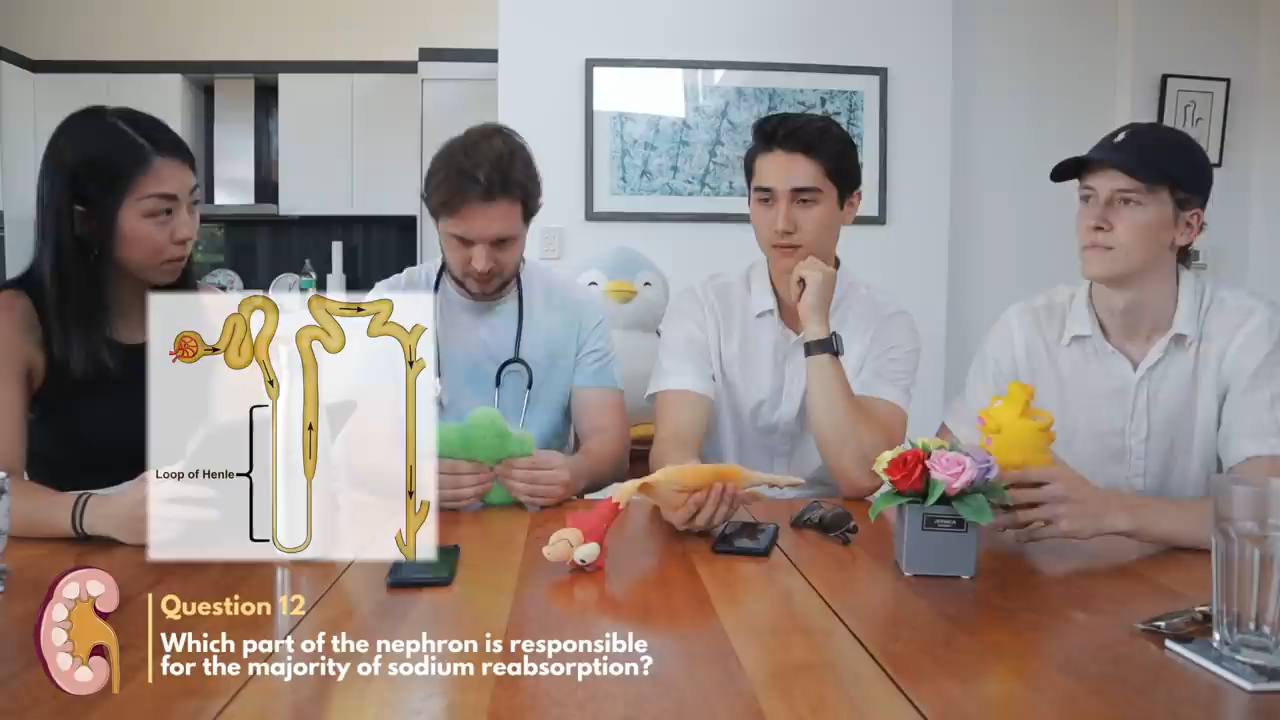 Loop of Henle
Question 12
Which part of the nephron is responsible
for the majority of sodium reabsorption?